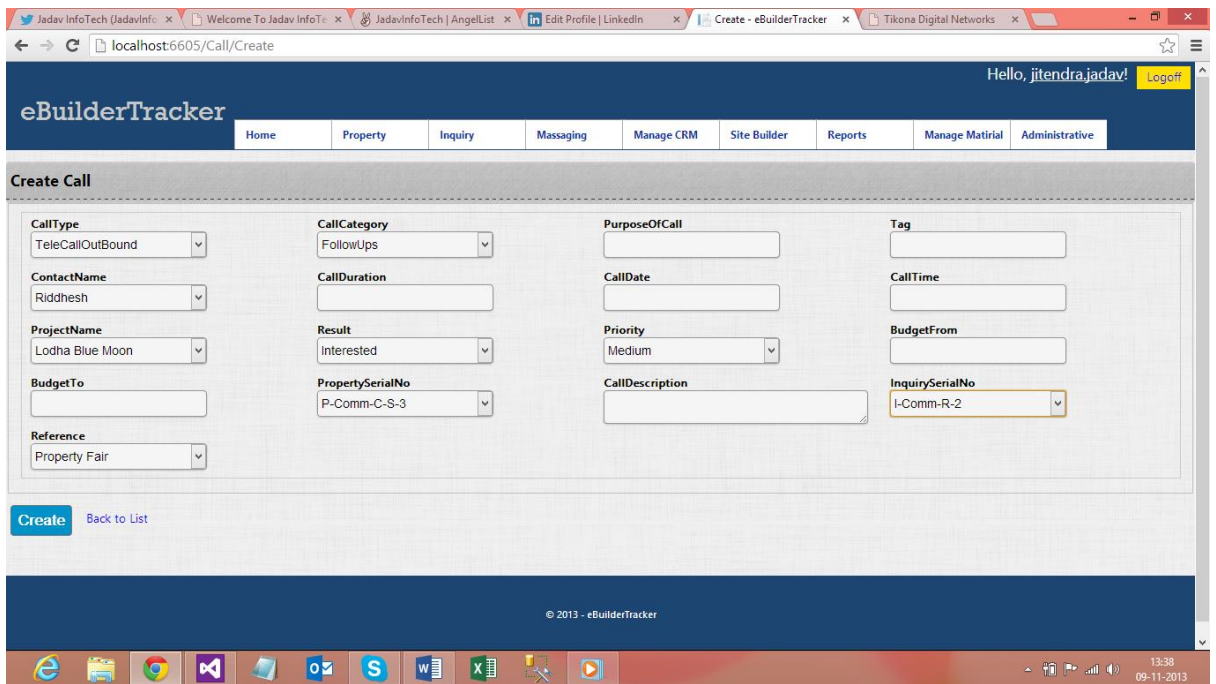 Jadav InfoTech (JadavInfo
Welcome To Jadav InfoTe
JadavInfoTech | AngelList
Edit Profile | LinkedIn
Create - eBuilderTracker
Tikona Digital Networks
localhost:6605/Call/Create
Hello, jitendra.jadav! Logoff
eBuilderTracker
Home Property Inquiry Massaging Manage CRM Site Builder Reports Manage Matirial Administrative
Create Call
CallType CallCategory PurposeOfCall Tag
TeleCallOutBound FollowUps
ContactName CallDuration CallDate CallTime
Riddhesh
ProjectName Result Priority BudgetFrom
Lodha Blue Moon Interested Medium
BudgetTo PropertySerialNo CallDescription InquirySerialNo
P-Comm-C-S-3 I-Comm-R-2
Reference
Property Fair
Create Back to List
© 2013 - eBuilderTracker
13:38
09-11-2013